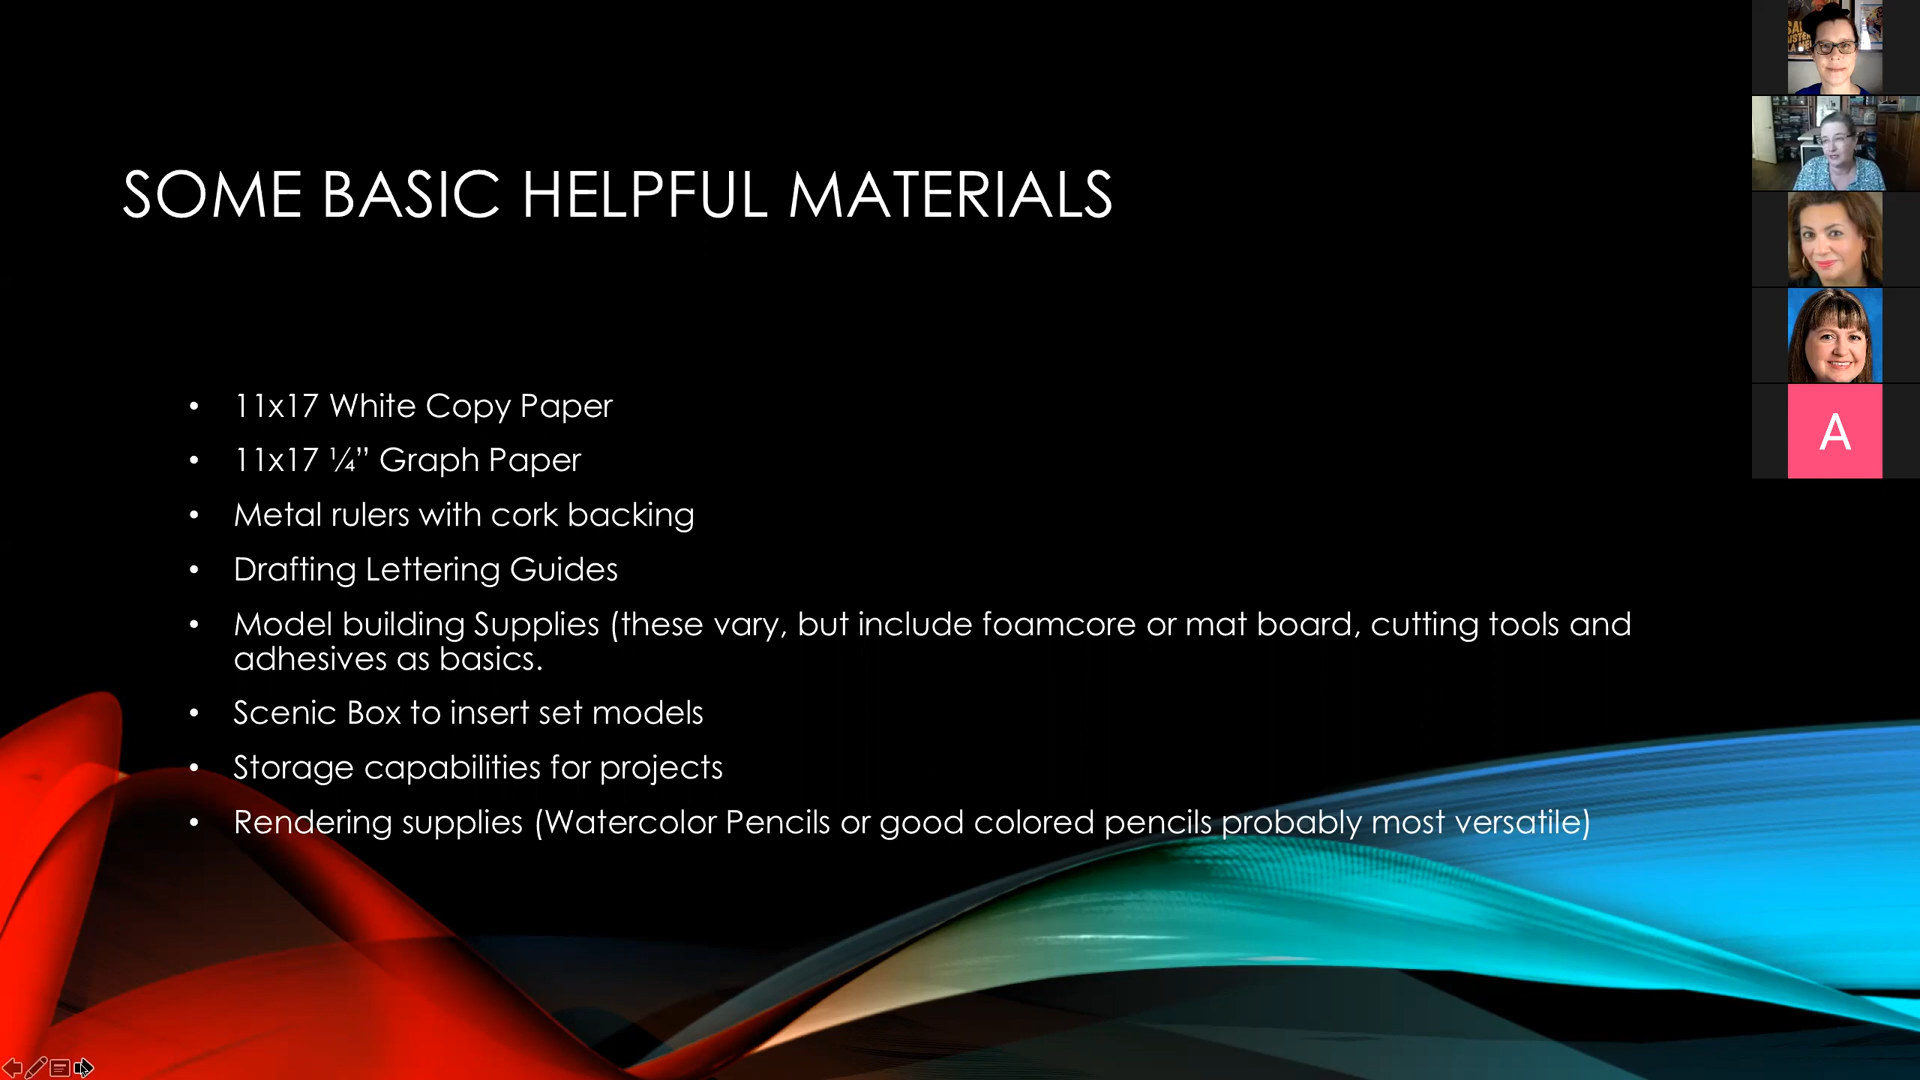 SOME BASIC HELPFUL MATERIALS
• 11x17 White Copy Paper
• 11x17 ¼” Graph Paper
• Metal rulers with cork backing
• Drafting Lettering Guides
• Model building Supplies (these vary, but include foamcore or mat board, cutting tools and
adhesives as basics.
• Scenic Box to insert set models
• Storage capabilities for projects
• Rendering supplies (Watercolor Pencils or good colored pencils probably most versatile)
A